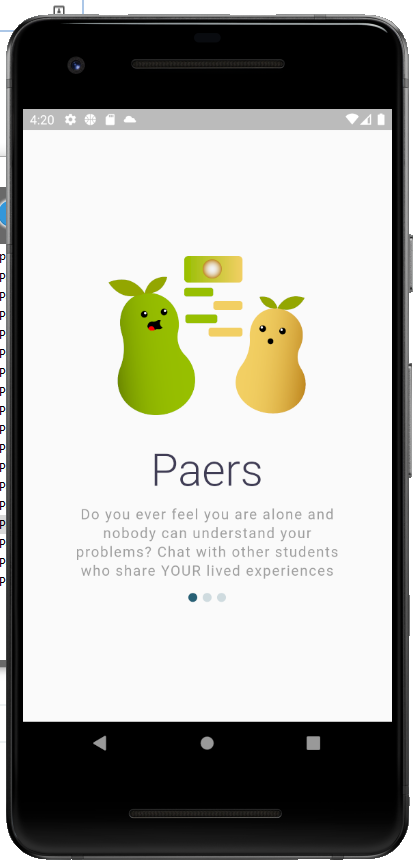 4:20
Paers
Do you ever feel you are alone and
nobody can understand your
problems? Chat with other students
who share YOUR lived experiences